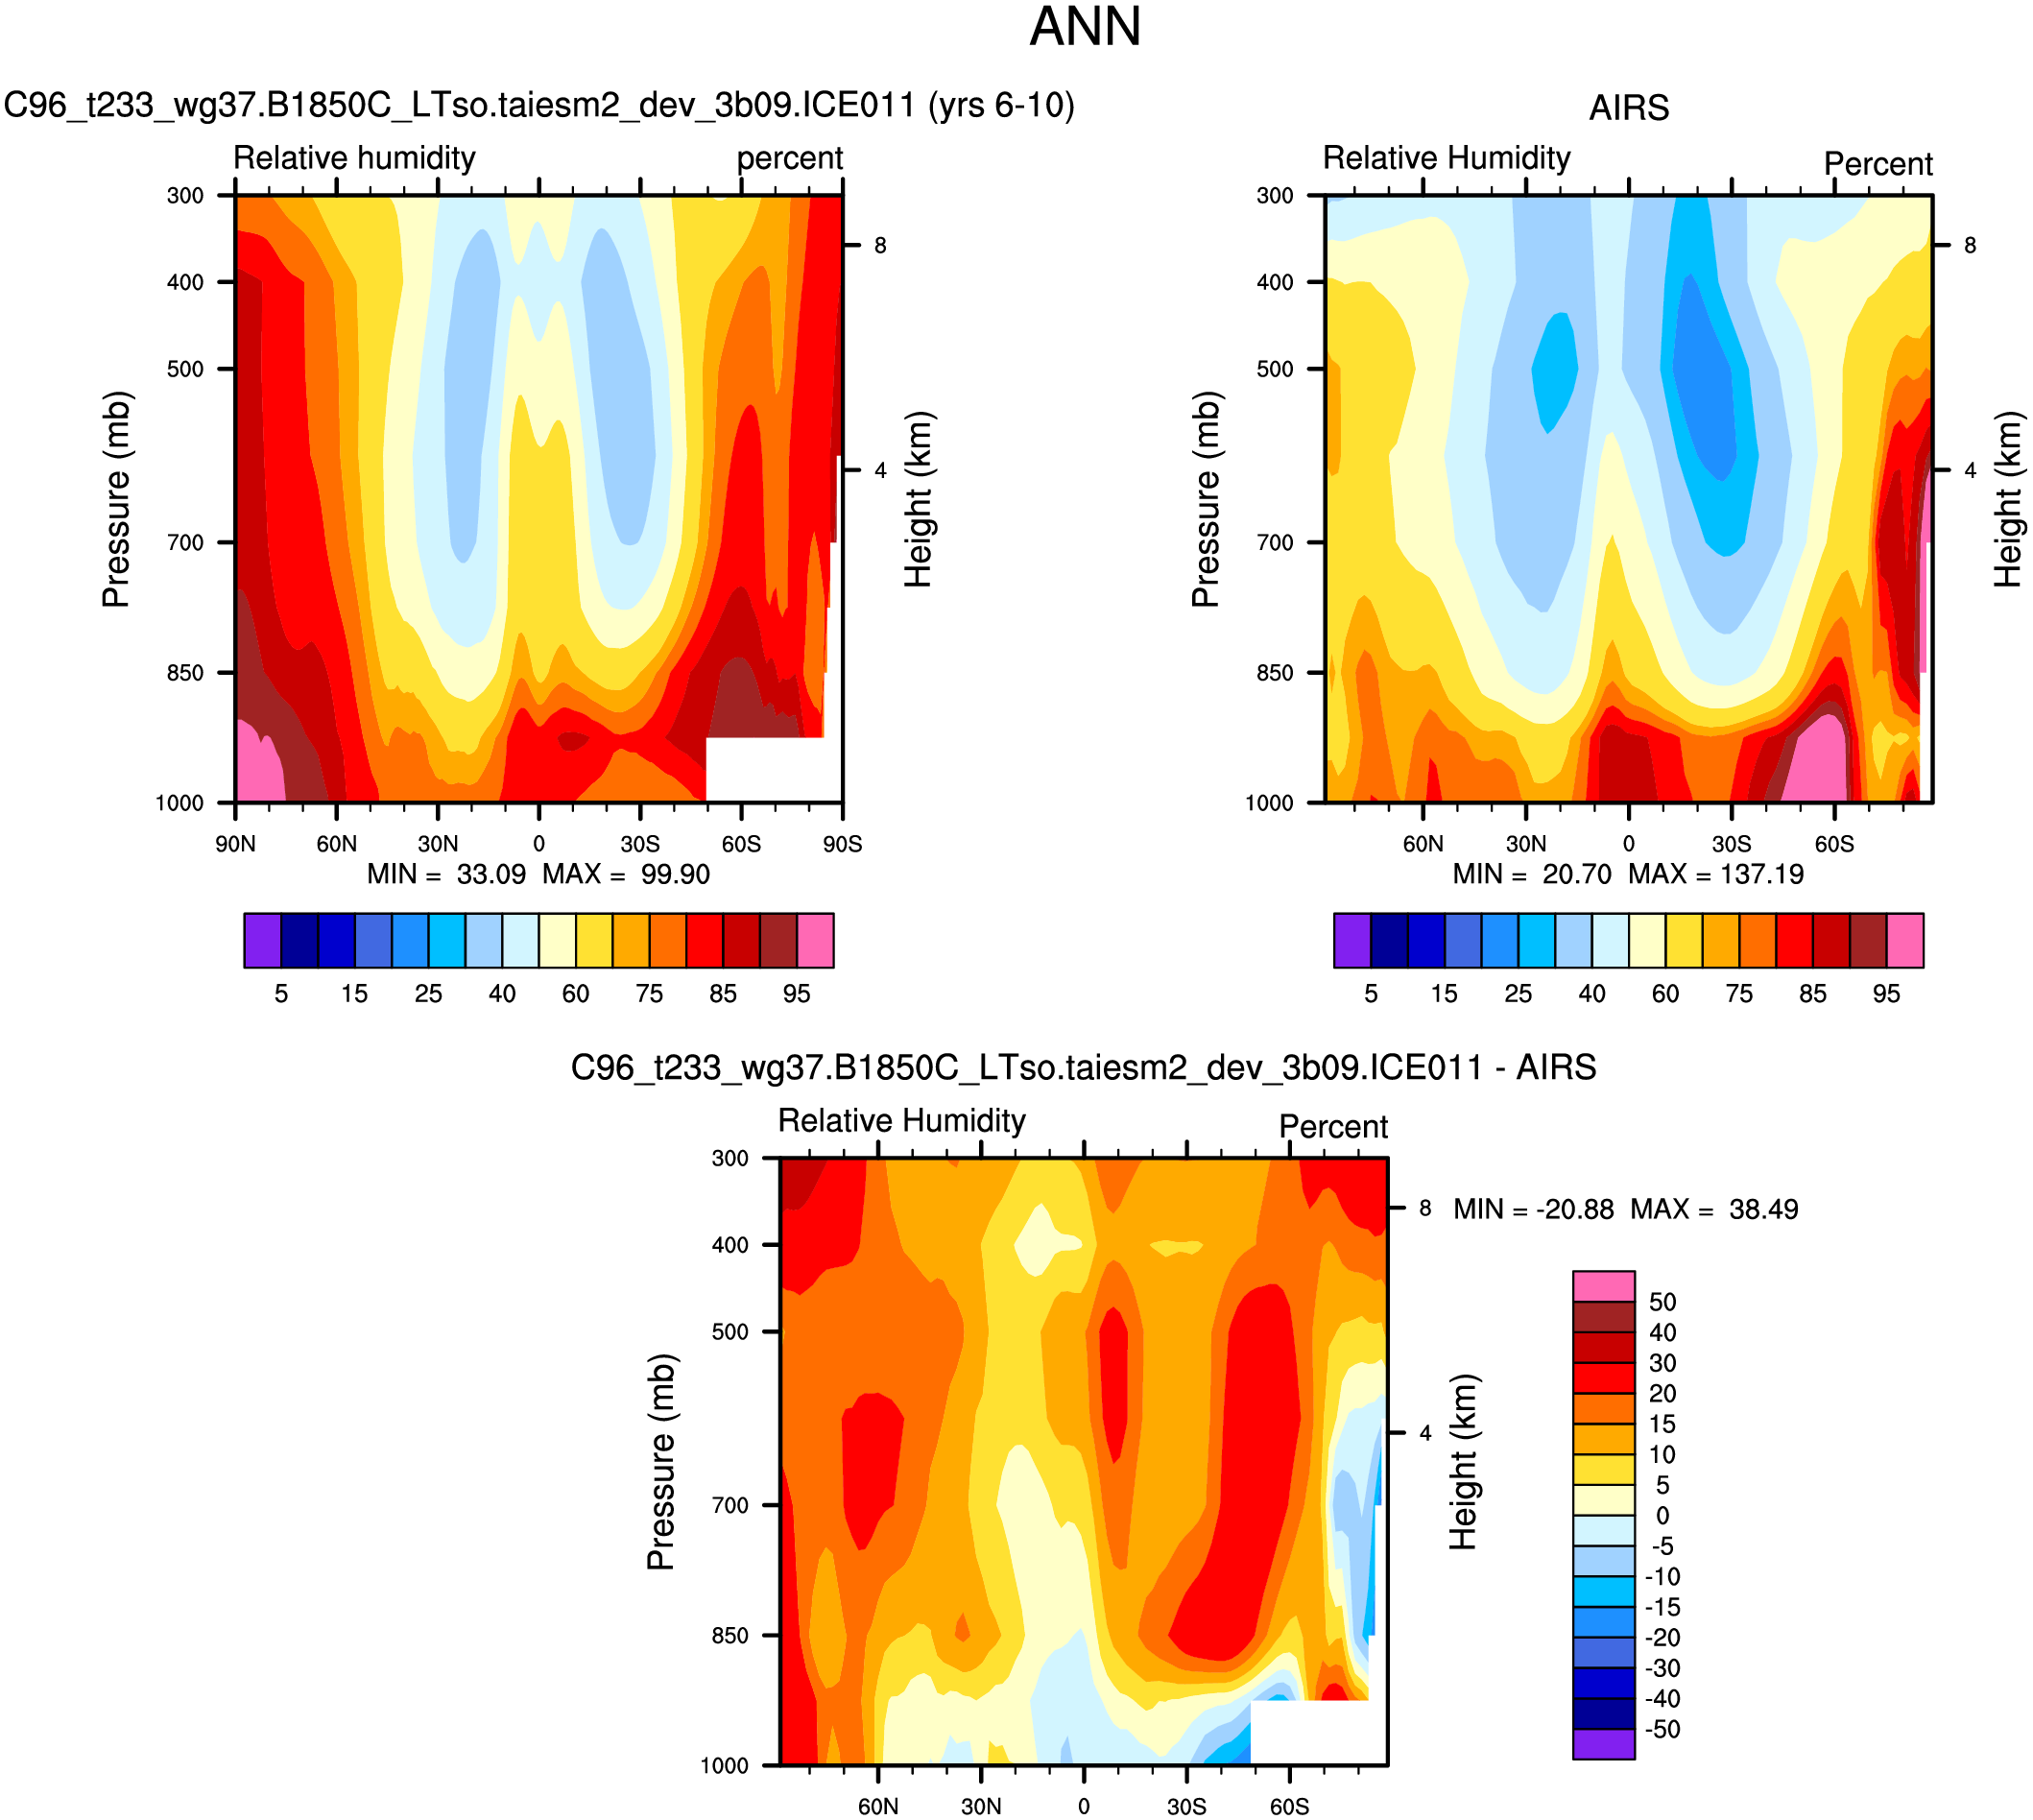 ANN
C96_t233_wg37.B1850C_LTso.taiesm2_dev_3b09.ICE011 (yrs 6-10)
Relative humidity percent
Pressure (mb)
300
400
500
700
850
1000
8
4
Height (km)
90N 60N 30N 0 30S 60S 90S
MIN = 33.09 MAX = 99.90
5 15 25 40 60 75 85 95
AIRS
Relative Humidity Percent
Pressure (mb)
300
400
500
700
850
1000
8
4
Height (km)
60N 30N 0 30S 60S
MIN = 20.70 MAX = 137.19
5 15 25 40 60 75 85 95
C96_t233_wg37.B1850C_LTso.taiesm2_dev_3b09.ICE011 - AIRS
Relative Humidity Percent
Pressure (mb)
300
400
500
700
850
1000
8
4
Height (km)
60N 30N 0 30S 60S
MIN = -20.88 MAX = 38.49
50
40
30
20
15
10
5
0
-5
-10
-15
-20
-30
-40
-50